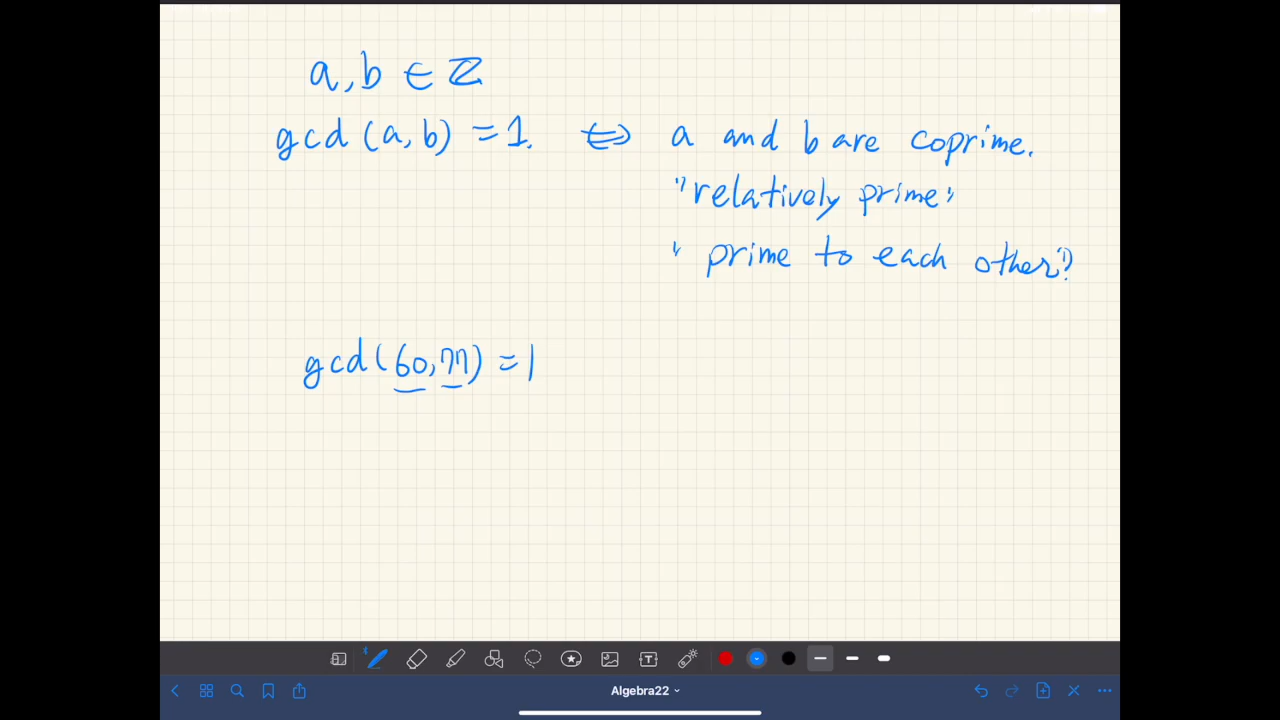 a, b ∈ ℤ
gcd (a, b) = 1. ⇔ a and b are coprime.
"relatively prime"
" prime to each other"
gcd (60, 77) = 1
Algebra22